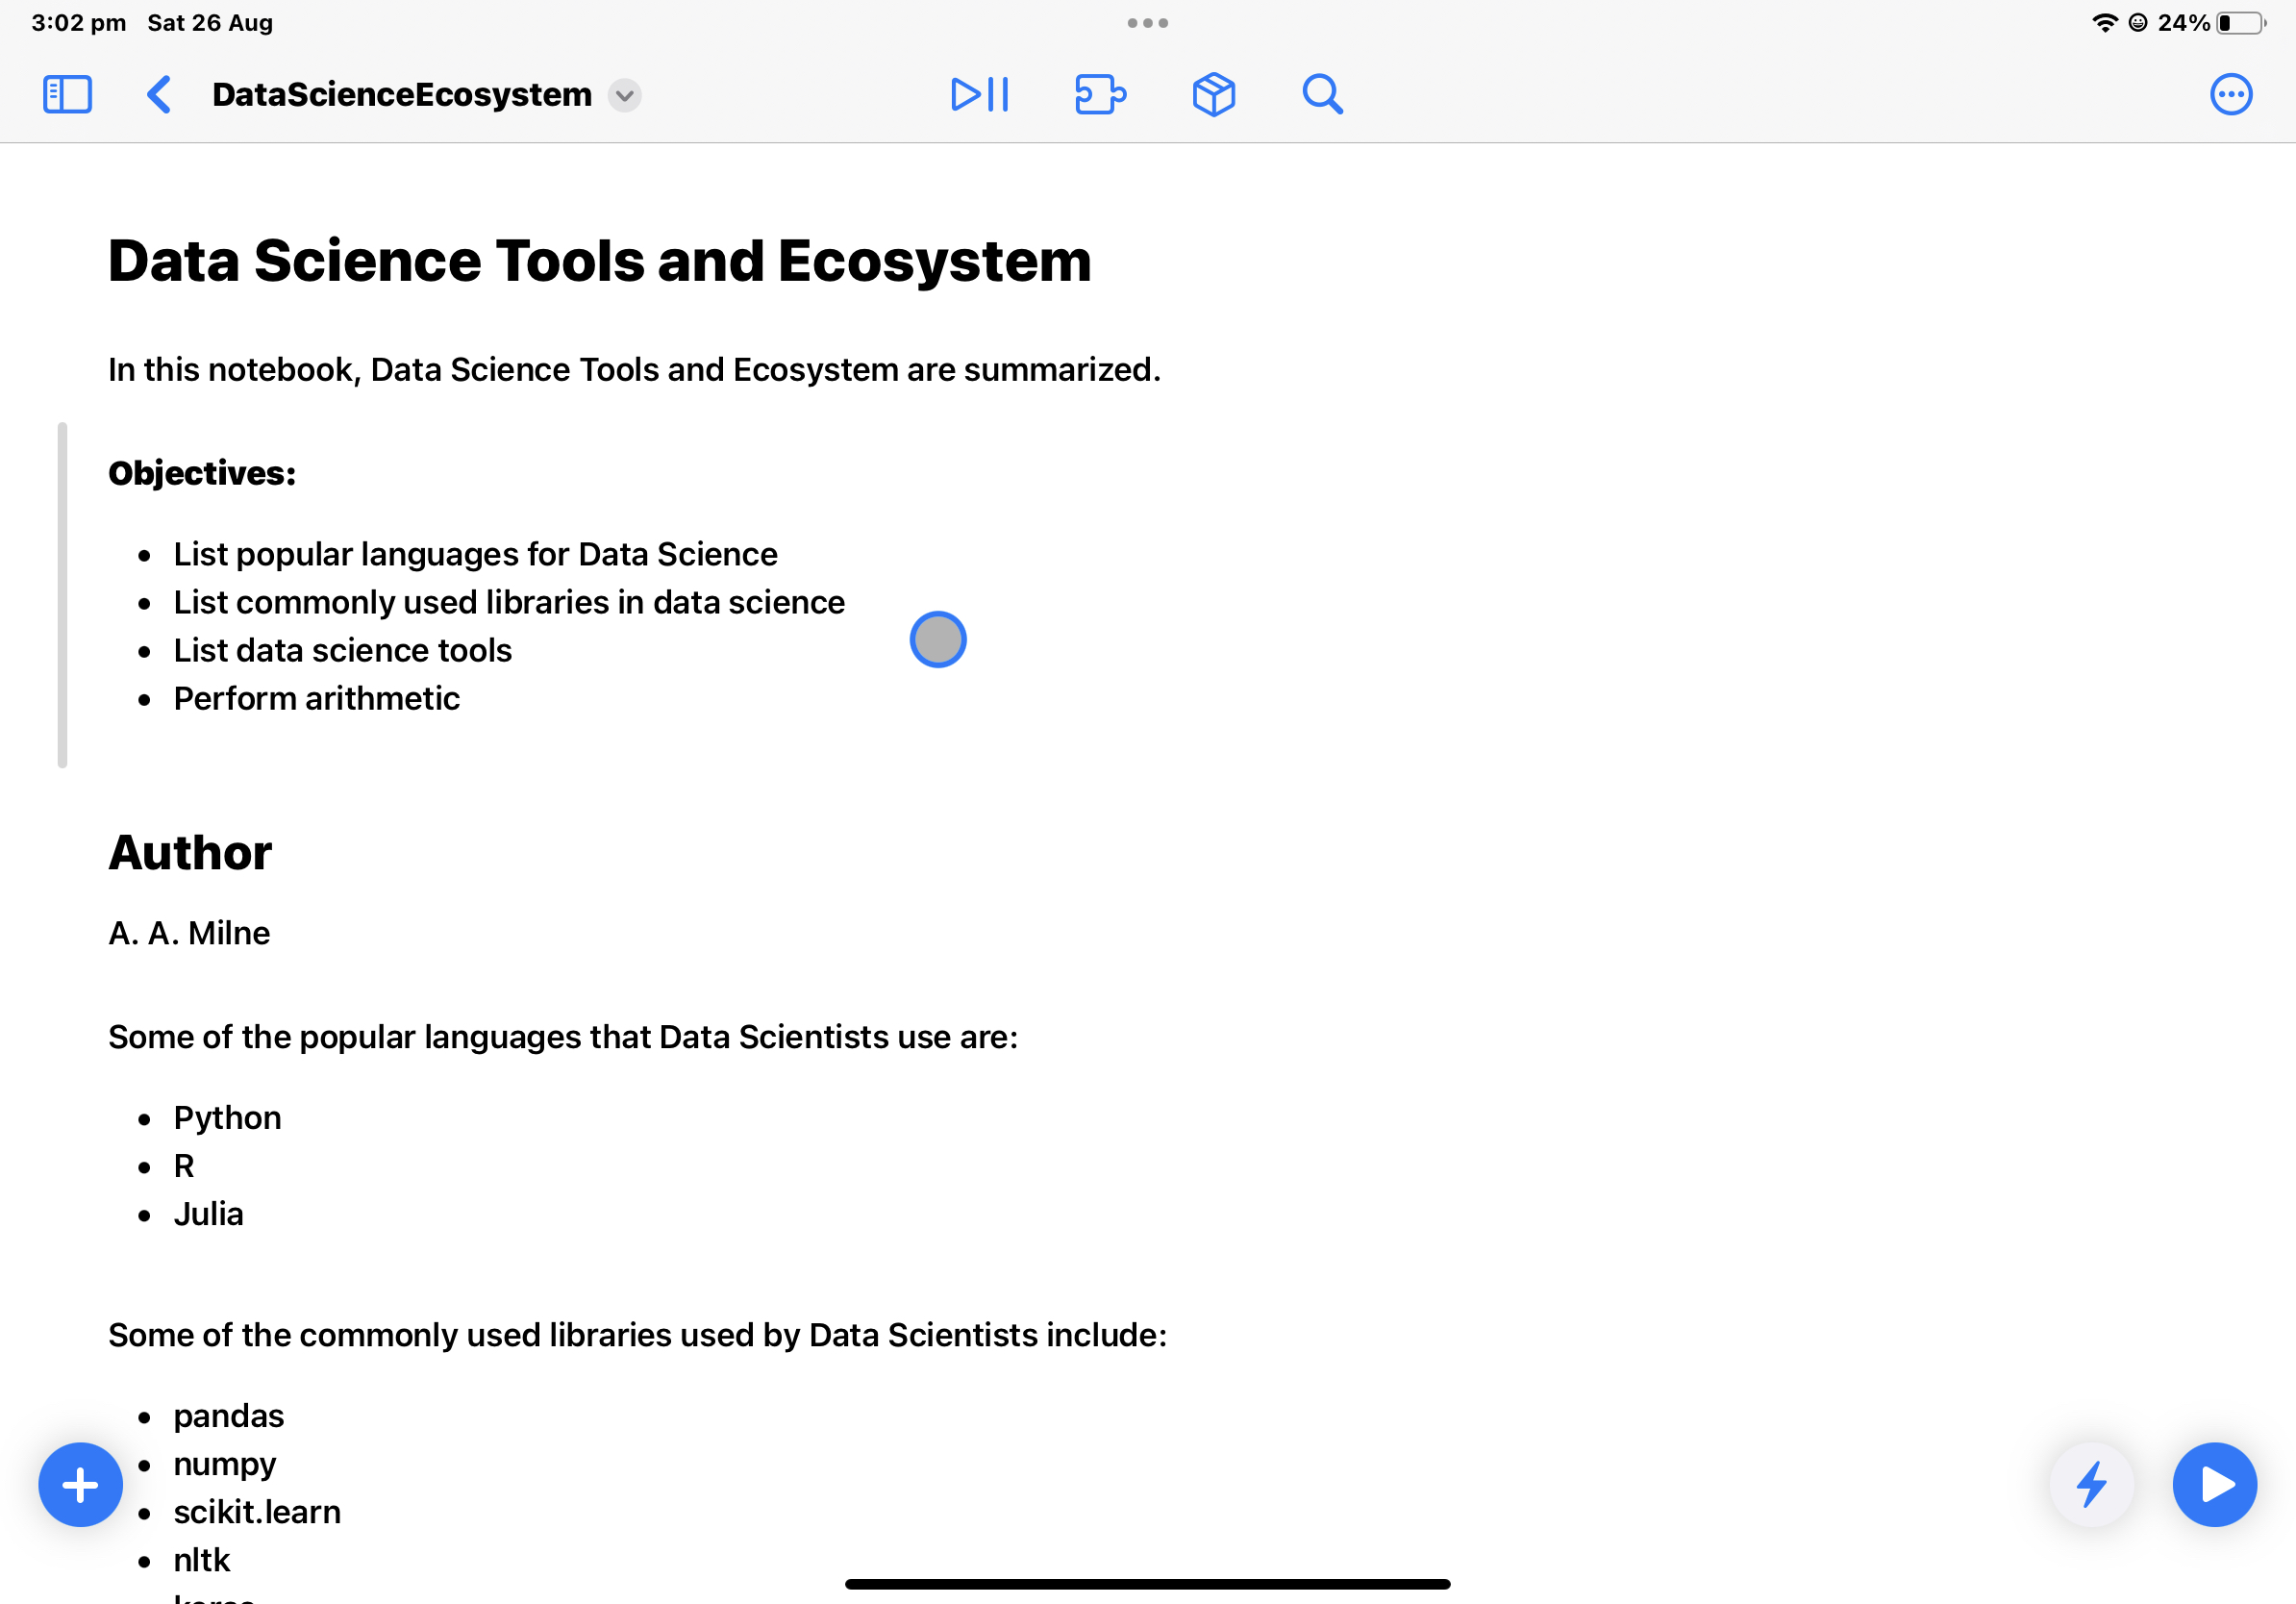 3:02 pm Sat 26 Aug
24%
DataScienceEcosystem
Data Science Tools and Ecosystem
In this notebook, Data Science Tools and Ecosystem are summarized.
Objectives:
• List popular languages for Data Science
• List commonly used libraries in data science
• List data science tools
• Perform arithmetic
Author
A. A. Milne
Some of the popular languages that Data Scientists use are:
• Python
• R
• Julia
Some of the commonly used libraries used by Data Scientists include:
• pandas
• numpy
• scikit.learn
• nltk